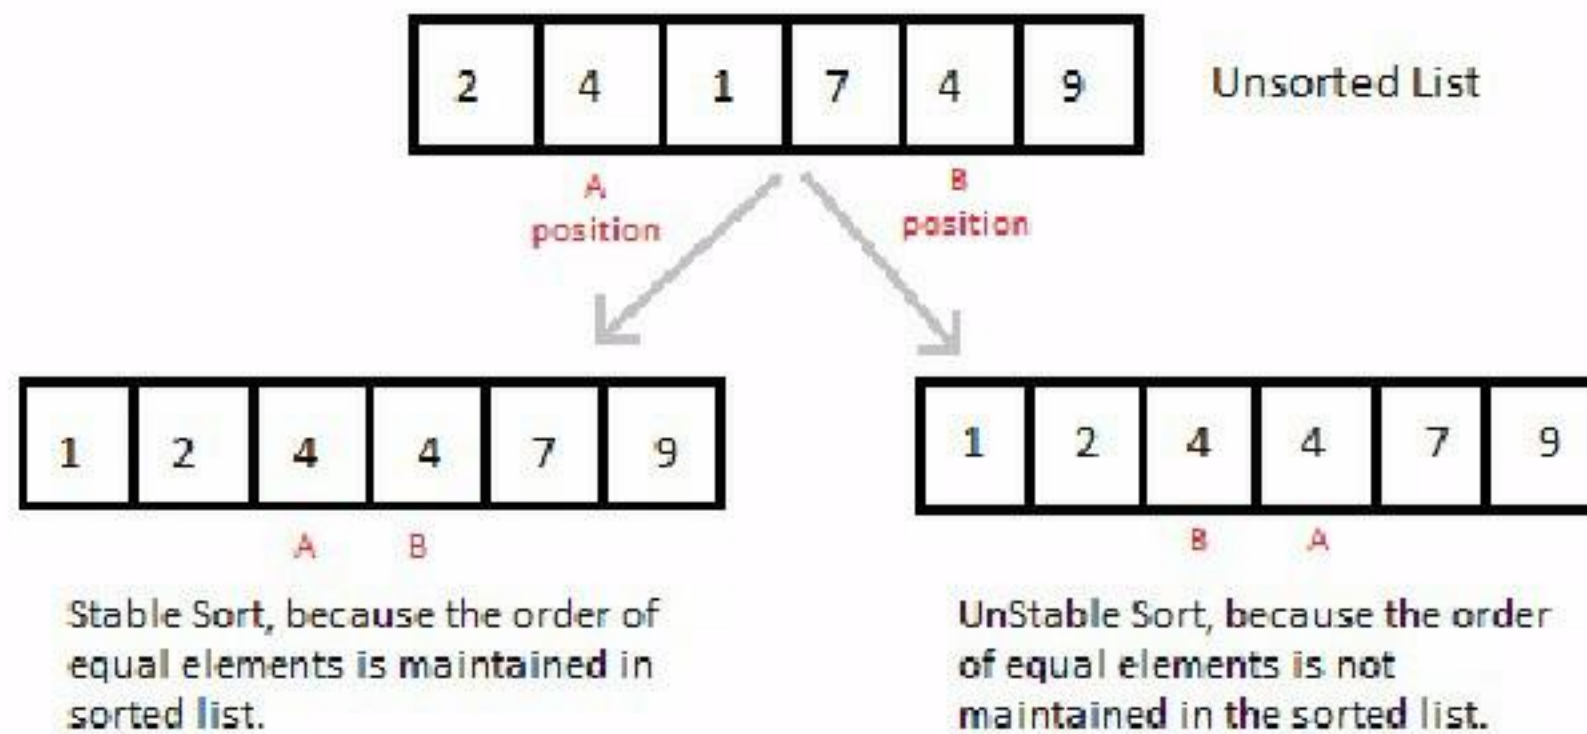 2 4 1 7 4 9 Unsorted List
A B
position position
1 2 4 4 7 9
A B
Stable Sort, because the order of
equal elements is maintained in
sorted list.
1 2 4 4 7 9
B A
UnStable Sort, because the order
of equal elements is not
maintained in the sorted list.